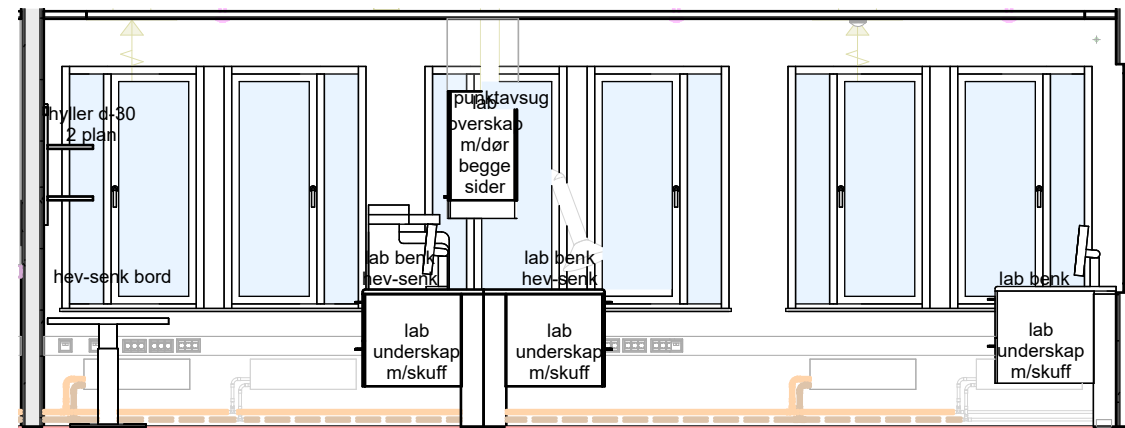 punktavsug
hyller d-30
2 plan
lab
overskap
m/dør
begge
sider
hev-senk bord
lab benk
hev-senk
lab benk
hev-senk
lab benk
lab
underskap
m/skuff
lab
underskap
m/skuff
lab
underskap
m/skuff